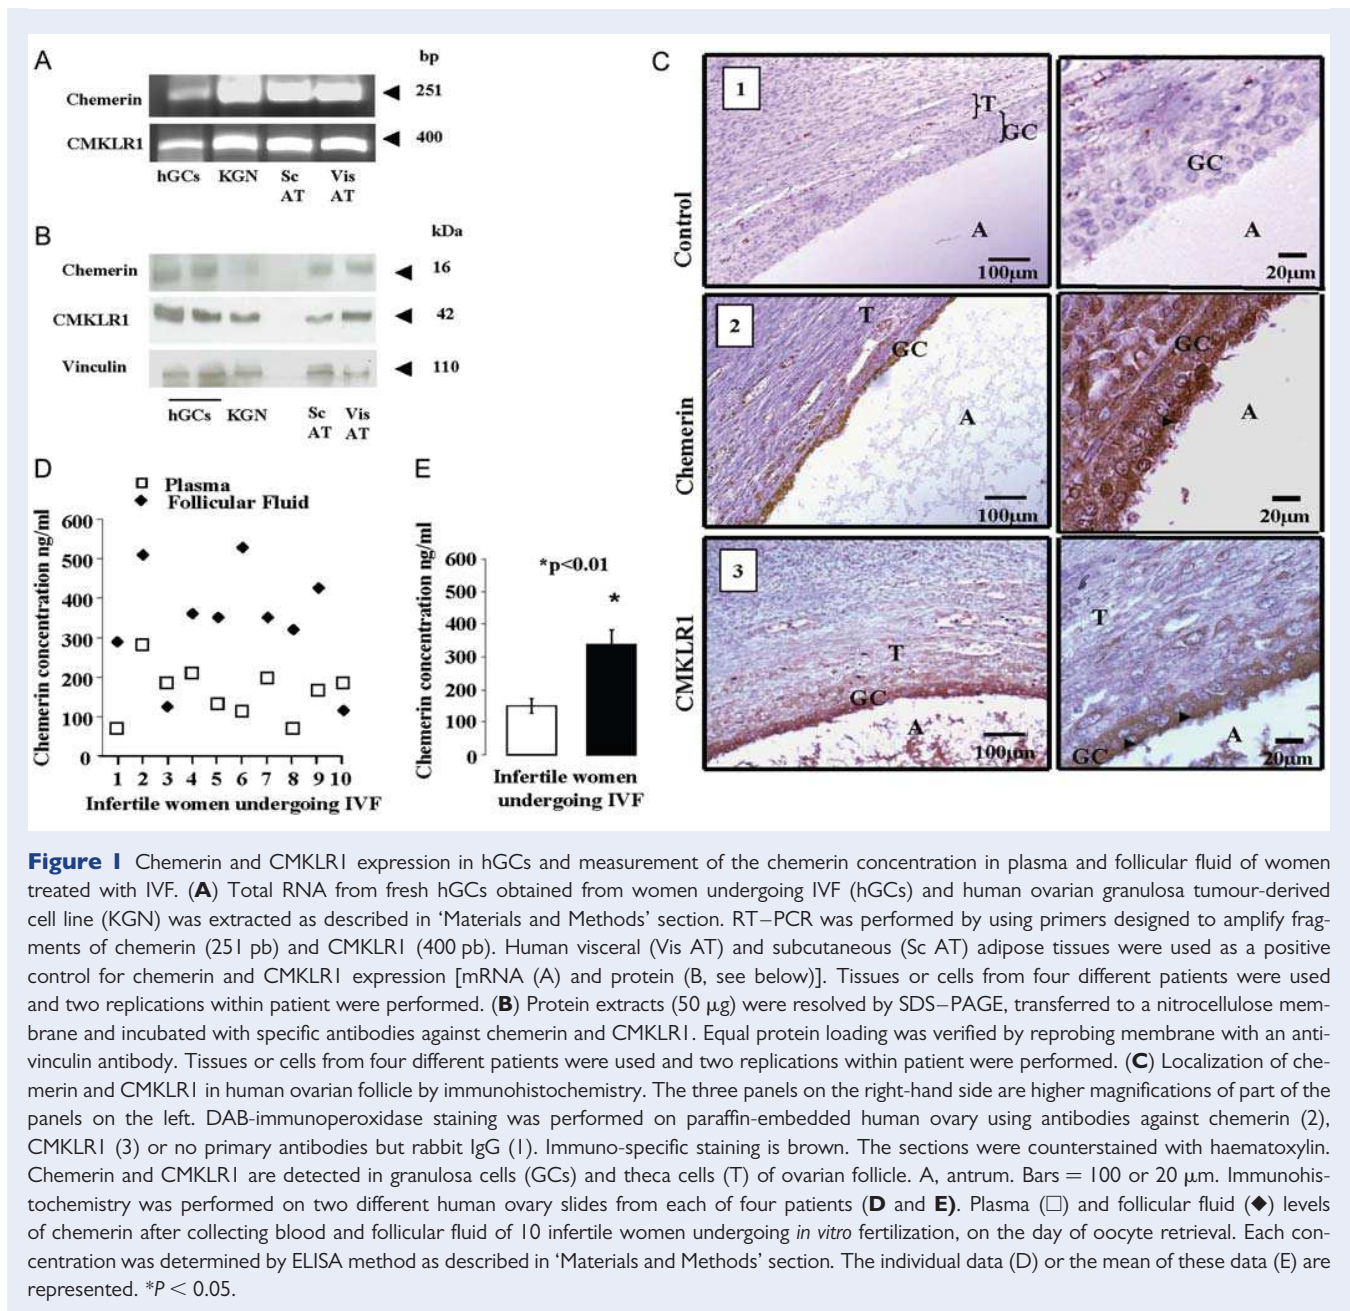 A
bp
Chemerin
251
CMKLR1
400
hGCs KGN Sc Vis
AT AT
B
kDa
Chemerin
16
CMKLR1
42
Vinculin
110
hGCs KGN Sc Vis
AT AT
C
1
T
GC
A
100µm
GC
A
20µm
Control
2
T
GC
A
100µm
GC
A
20µm
Chemerin
3
T
GC
A
100µm
T
GC
A
20µm
CMKLR1
D
□ Plasma
◆ Follicular Fluid
Chemerin concentration ng/ml
600
500
400
300
200
100
0
1 2 3 4 5 6 7 8 9 10
Infertile women undergoing IVF
E
Chemerin concentration ng/ml
600
500
400
300
200
100
0
*p<0.01
*
Infertile women
undergoing IVF
Figure 1 Chemerin and CMKLR1 expression in hGCs and measurement of the chemerin concentration in plasma and follicular fluid of women
treated with IVF. (A) Total RNA from fresh hGCs obtained from women undergoing IVF (hGCs) and human ovarian granulosa tumour-derived
cell line (KGN) was extracted as described in ‘Materials and Methods’ section. RT–PCR was performed by using primers designed to amplify frag-
ments of chemerin (251 pb) and CMKLR1 (400 pb). Human visceral (Vis AT) and subcutaneous (Sc AT) adipose tissues were used as a positive
control for chemerin and CMKLR1 expression [mRNA (A) and protein (B, see below)]. Tissues or cells from four different patients were used
and two replications within patient were performed. (B) Protein extracts (50 µg) were resolved by SDS–PAGE, transferred to a nitrocellulose mem-
brane and incubated with specific antibodies against chemerin and CMKLR1. Equal protein loading was verified by reprobing membrane with an anti-
vinculin antibody. Tissues or cells from four different patients were used and two replications within patient were performed. (C) Localization of che-
merin and CMKLR1 in human ovarian follicle by immunohistochemistry. The three panels on the right-hand side are higher magnifications of part of the
panels on the left. DAB-immunoperoxidase staining was performed on paraffin-embedded human ovary using antibodies against chemerin (2),
CMKLR1 (3) or no primary antibodies but rabbit IgG (1). Immuno-specific staining is brown. The sections were counterstained with haematoxylin.
Chemerin and CMKLR1 are detected in granulosa cells (GCs) and theca cells (T) of ovarian follicle. A, antrum. Bars = 100 or 20 µm. Immunohis-
tochemistry was performed on two different human ovary slides from each of four patients (D and E). Plasma (□) and follicular fluid (◆) levels
of chemerin after collecting blood and follicular fluid of 10 infertile women undergoing in vitro fertilization, on the day of oocyte retrieval. Each con-
centration was determined by ELISA method as described in ‘Materials and Methods’ section. The individual data (D) or the mean of these data (E) are
represented. *P < 0.05.